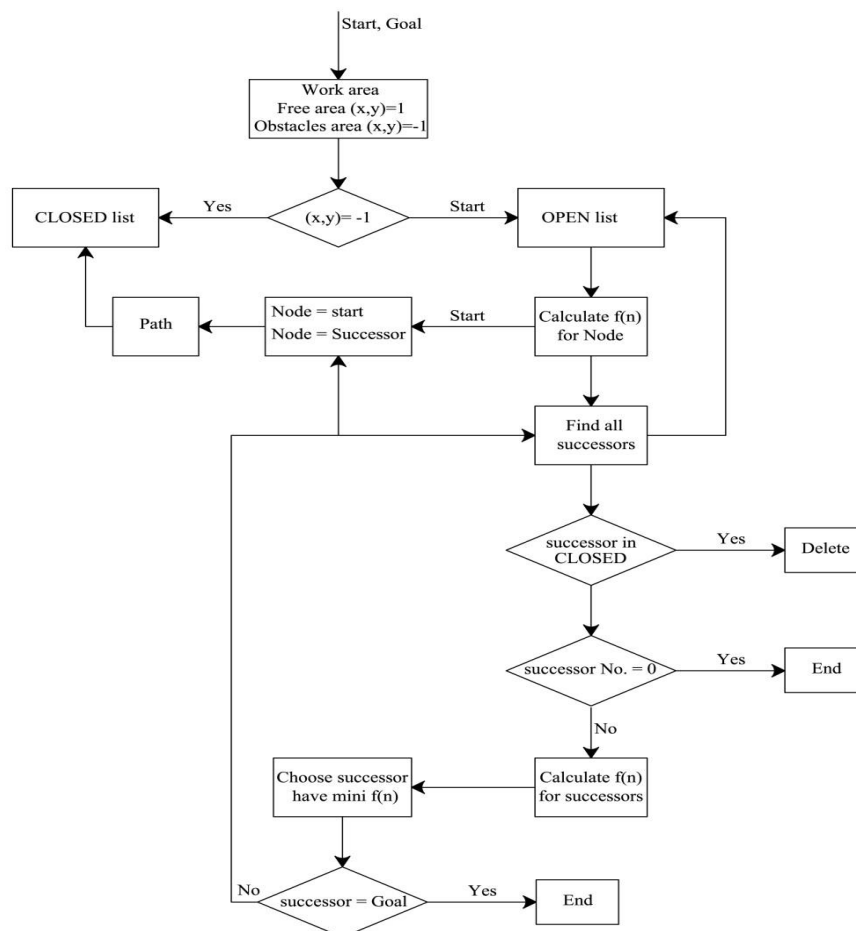 Start, Goal
Work area
Free area (x,y)=1
Obstacles area (x,y)=-1
CLOSED list
Yes
(x,y)= -1
Start
OPEN list
Path
Node = start
Node = Successor
Start
Calculate f(n)
for Node
Find all
successors
successor in
CLOSED
Yes
Delete
successor No. = 0
Yes
End
No
Choose successor
have mini f(n)
Calculate f(n)
for successors
No
successor = Goal
Yes
End